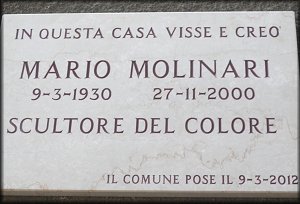 IN QUESTA CASA VISSE E CREÒ
MARIO MOLINARI
9-3-1930 27-11-2000
SCULTORE DEL COLORE
IL COMUNE POSE IL 9-3-2012